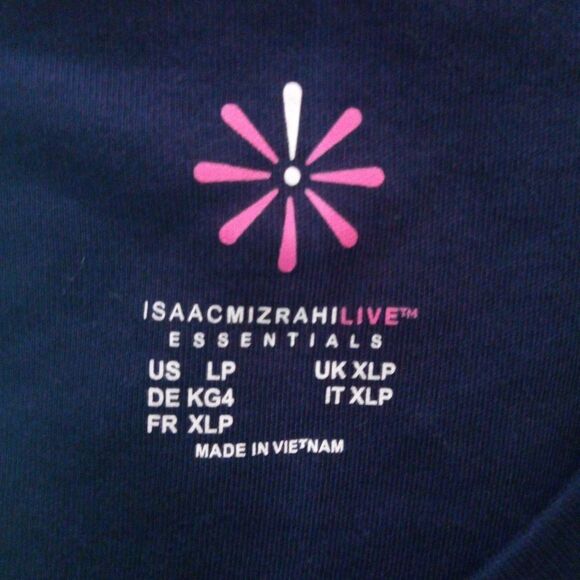 ISAACMIZRAHILIVE™
ESSENTIALS
US LP UK XLP
DE KG4 IT XLP
FR XLP
MADE IN VIETNAM